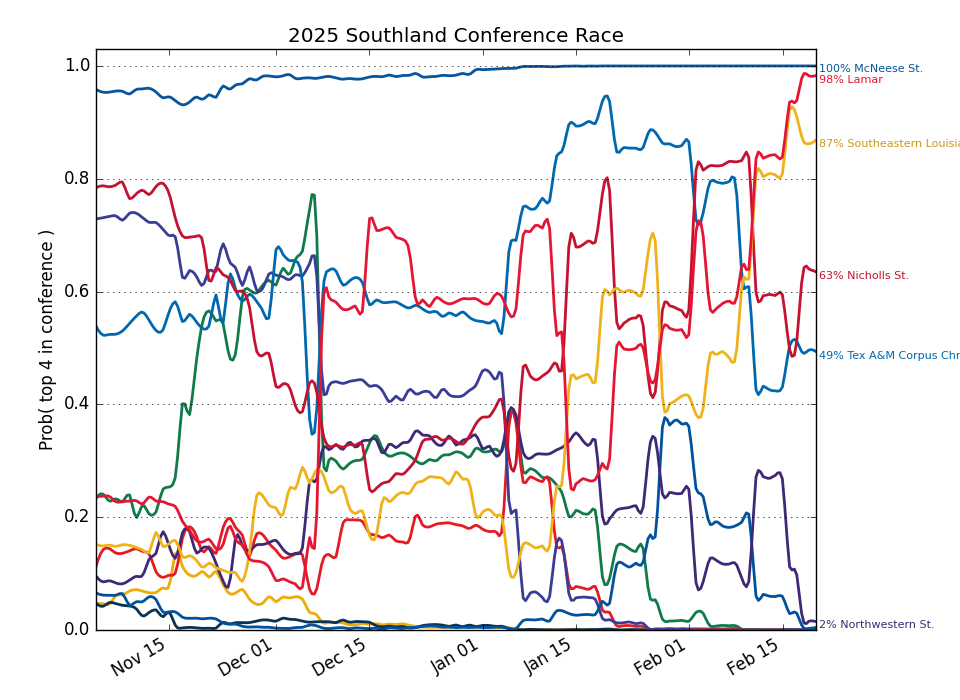 2025 Southland Conference Race
Prob( top 4 in conference )
1.0
0.8
0.6
0.4
0.2
0.0
Nov 15
Dec 01
Dec 15
Jan 01
Jan 15
Feb 01
Feb 15
100% McNeese St.
98% Lamar
87% Southeastern Louisia
63% Nicholls St.
49% Tex A&M Corpus Chr
2% Northwestern St.